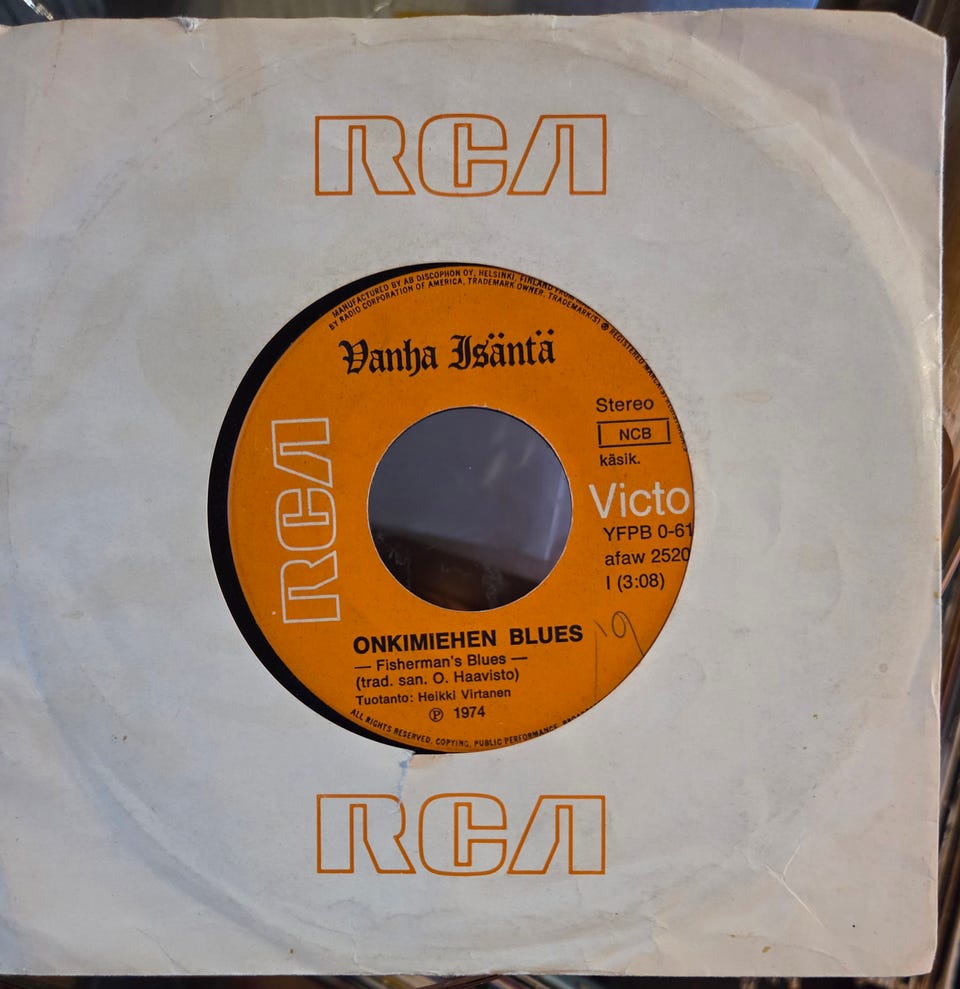 RCA
MANUFACTURED BY AB DISCOPHON OY, HELSINKI, FINLAND FROM
BY RADIO CORPORATION OF AMERICA, TRADEMARK OWNER. TRADEMARK(S) ® REGISTERED
Vanha Isäntä
Stereo
NCB
käsik.
RCA
Victo
YFPB 0-61
afaw 2520
I (3:08)
ONKIMIEHEN BLUES
— Fisherman's Blues —
(trad. san. O. Haavisto)
Tuotanto: Heikki Virtanen
℗ 1974
ALL RIGHTS RESERVED, COPYING, PUBLIC PERFORMANCE,
RCA